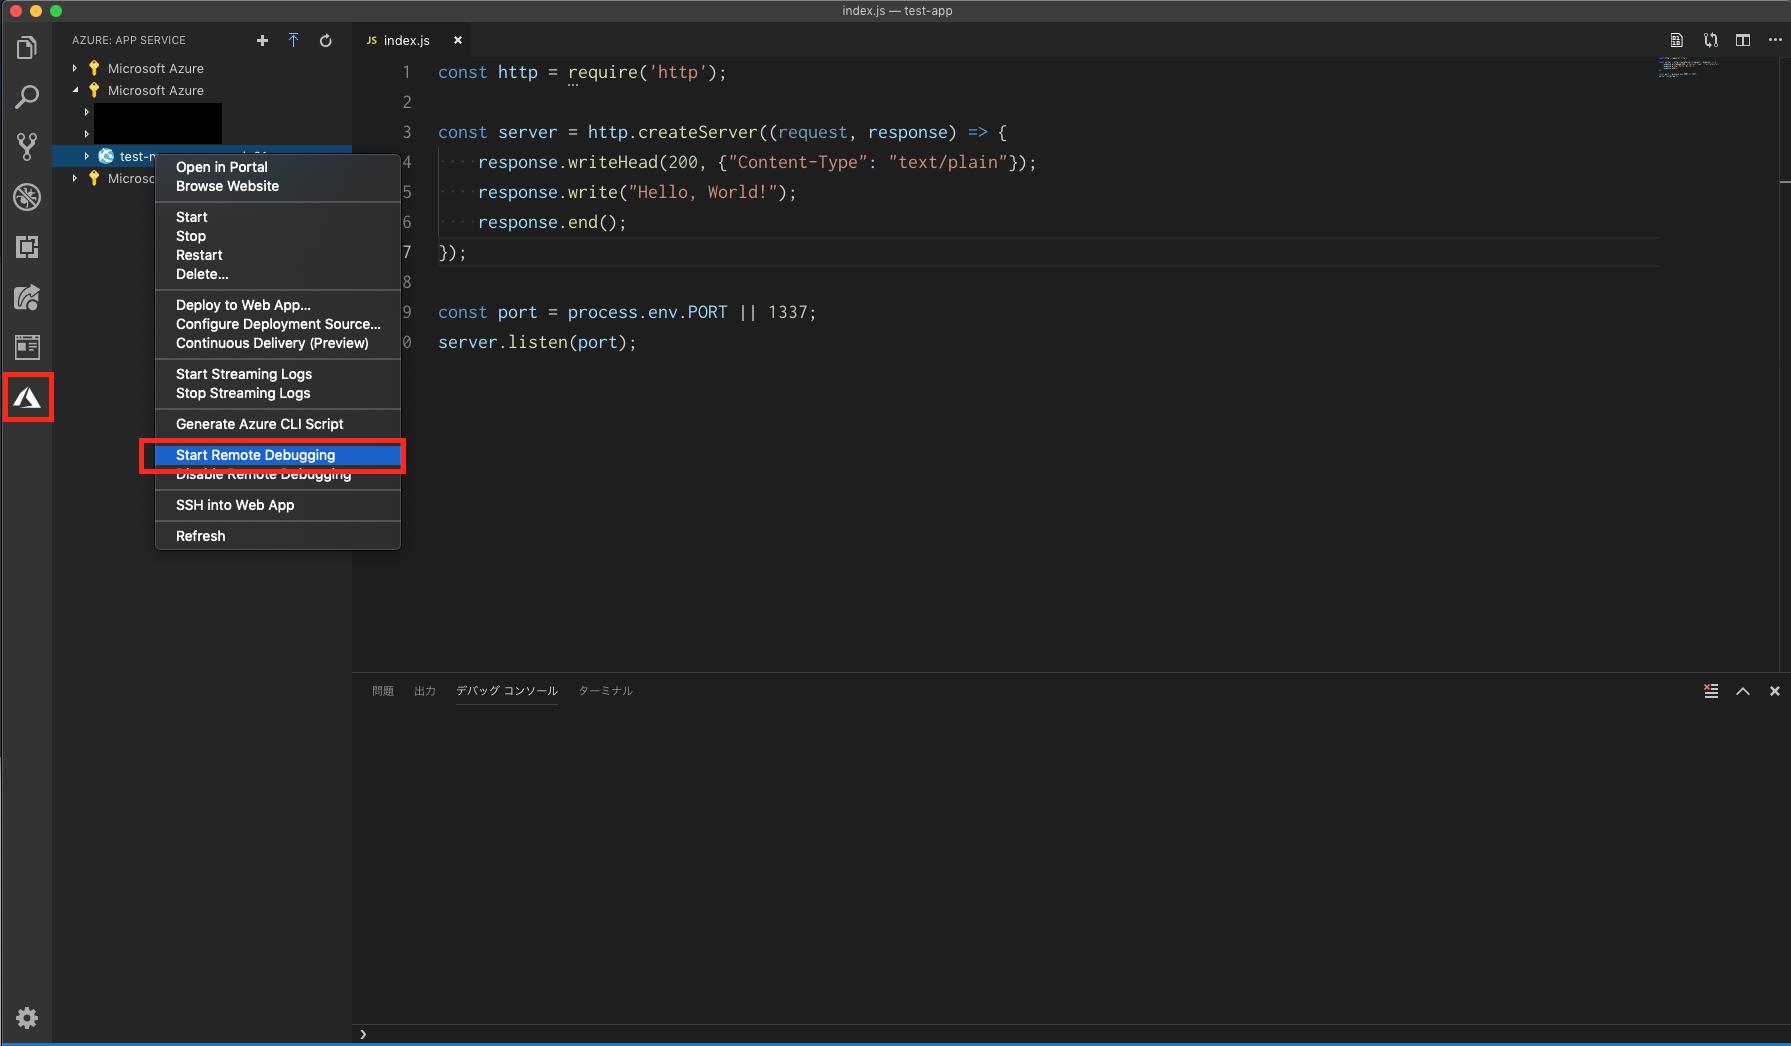 index.js — test-app
AZURE: APP SERVICE
Microsoft Azure
Microsoft Azure
Open in Portal
Browse Website
Start
Stop
Restart
Delete...
Deploy to Web App...
Configure Deployment Source...
Continuous Delivery (Preview)
Start Streaming Logs
Stop Streaming Logs
Generate Azure CLI Script
Start Remote Debugging
Disable Remote Debugging
SSH into Web App
Refresh
JS index.js
1 const http = require('http');
2
3 const server = http.createServer((request, response) => {
4 ····response.writeHead(200, {"Content-Type": "text/plain"});
5 ····response.write("Hello, World!");
6 ····response.end();
7 });
8
9 const port = process.env.PORT || 1337;
0 server.listen(port);
問題 出力 デバッグ コンソール ターミナル